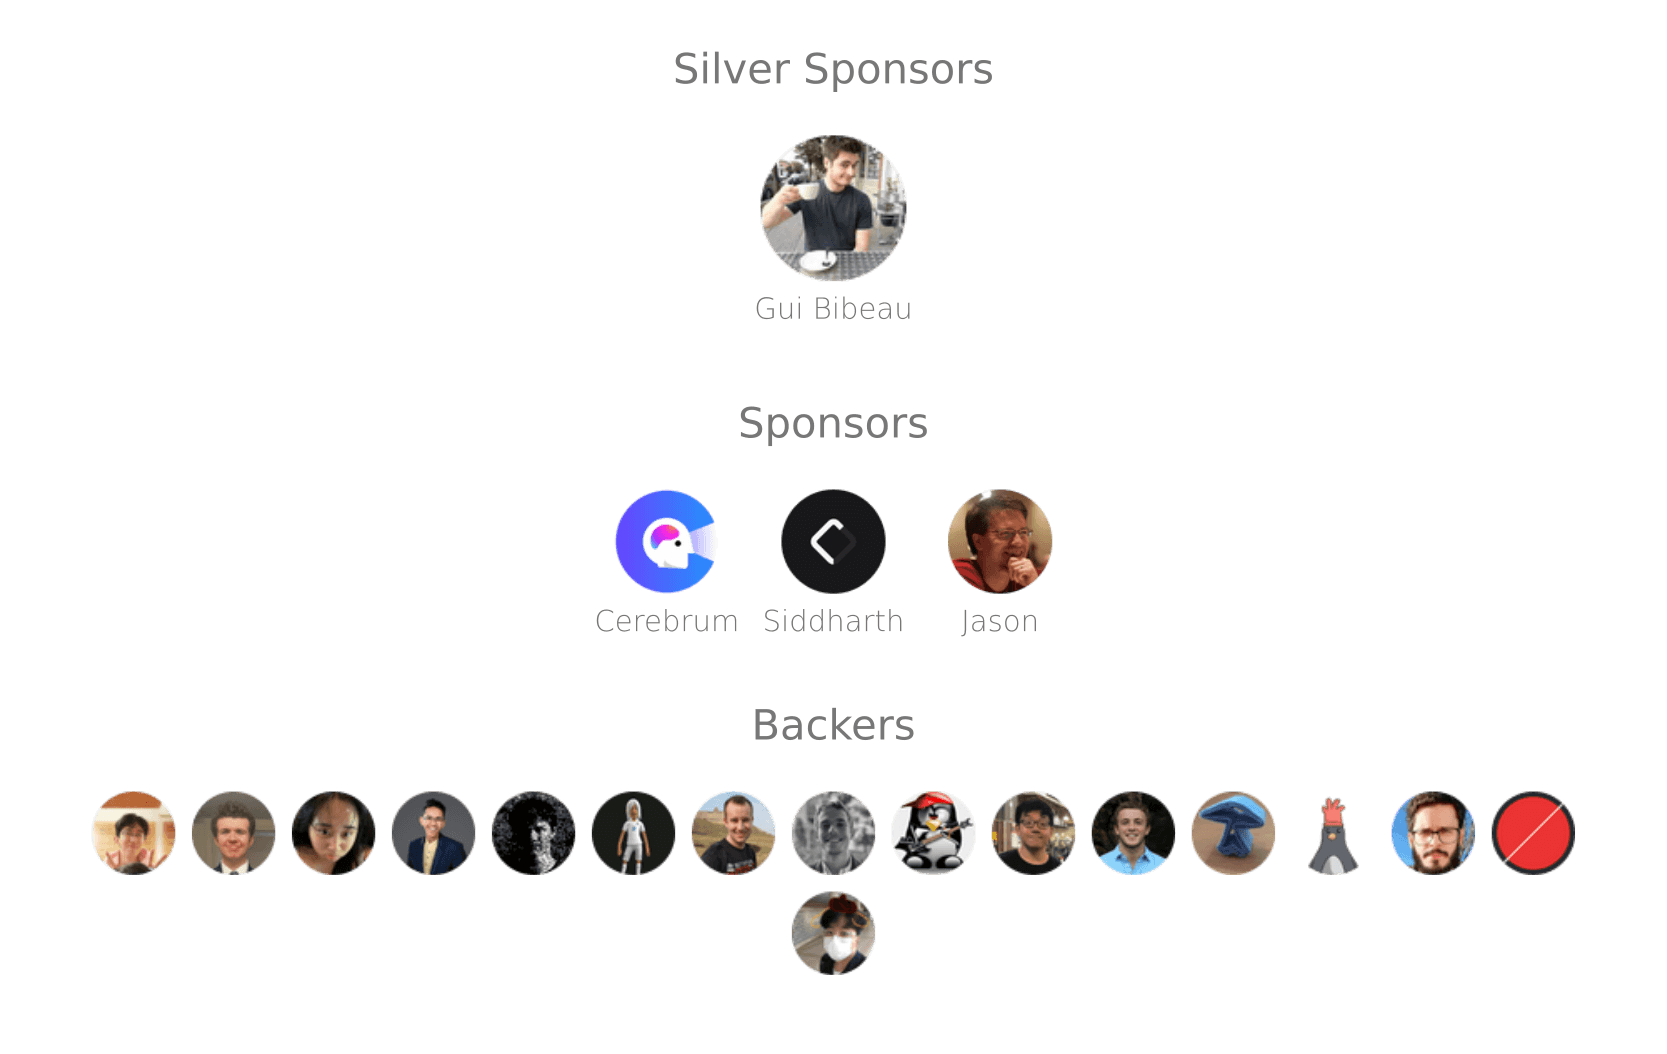 Silver Sponsors
Gui Bibeau
Sponsors
Cerebrum Siddharth Jason
Backers